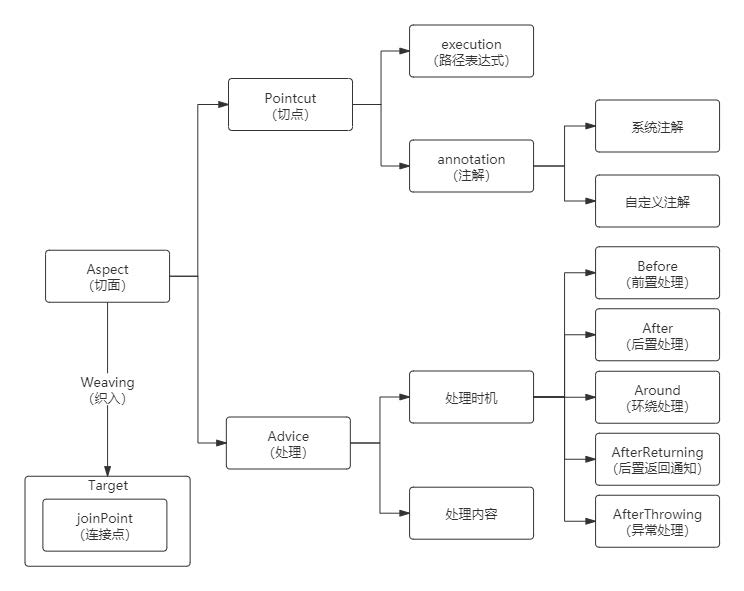 execution
（路径表达式）
Pointcut
（切点）
annotation
（注解）
系统注解
自定义注解
Aspect
（切面）
Before
（前置处理）
After
（后置处理）
Weaving
（织入）
处理时机
Around
（环绕处理）
Advice
（处理）
AfterReturning
（后置返回通知）
Target
joinPoint
（连接点）
处理内容
AfterThrowing
（异常处理）